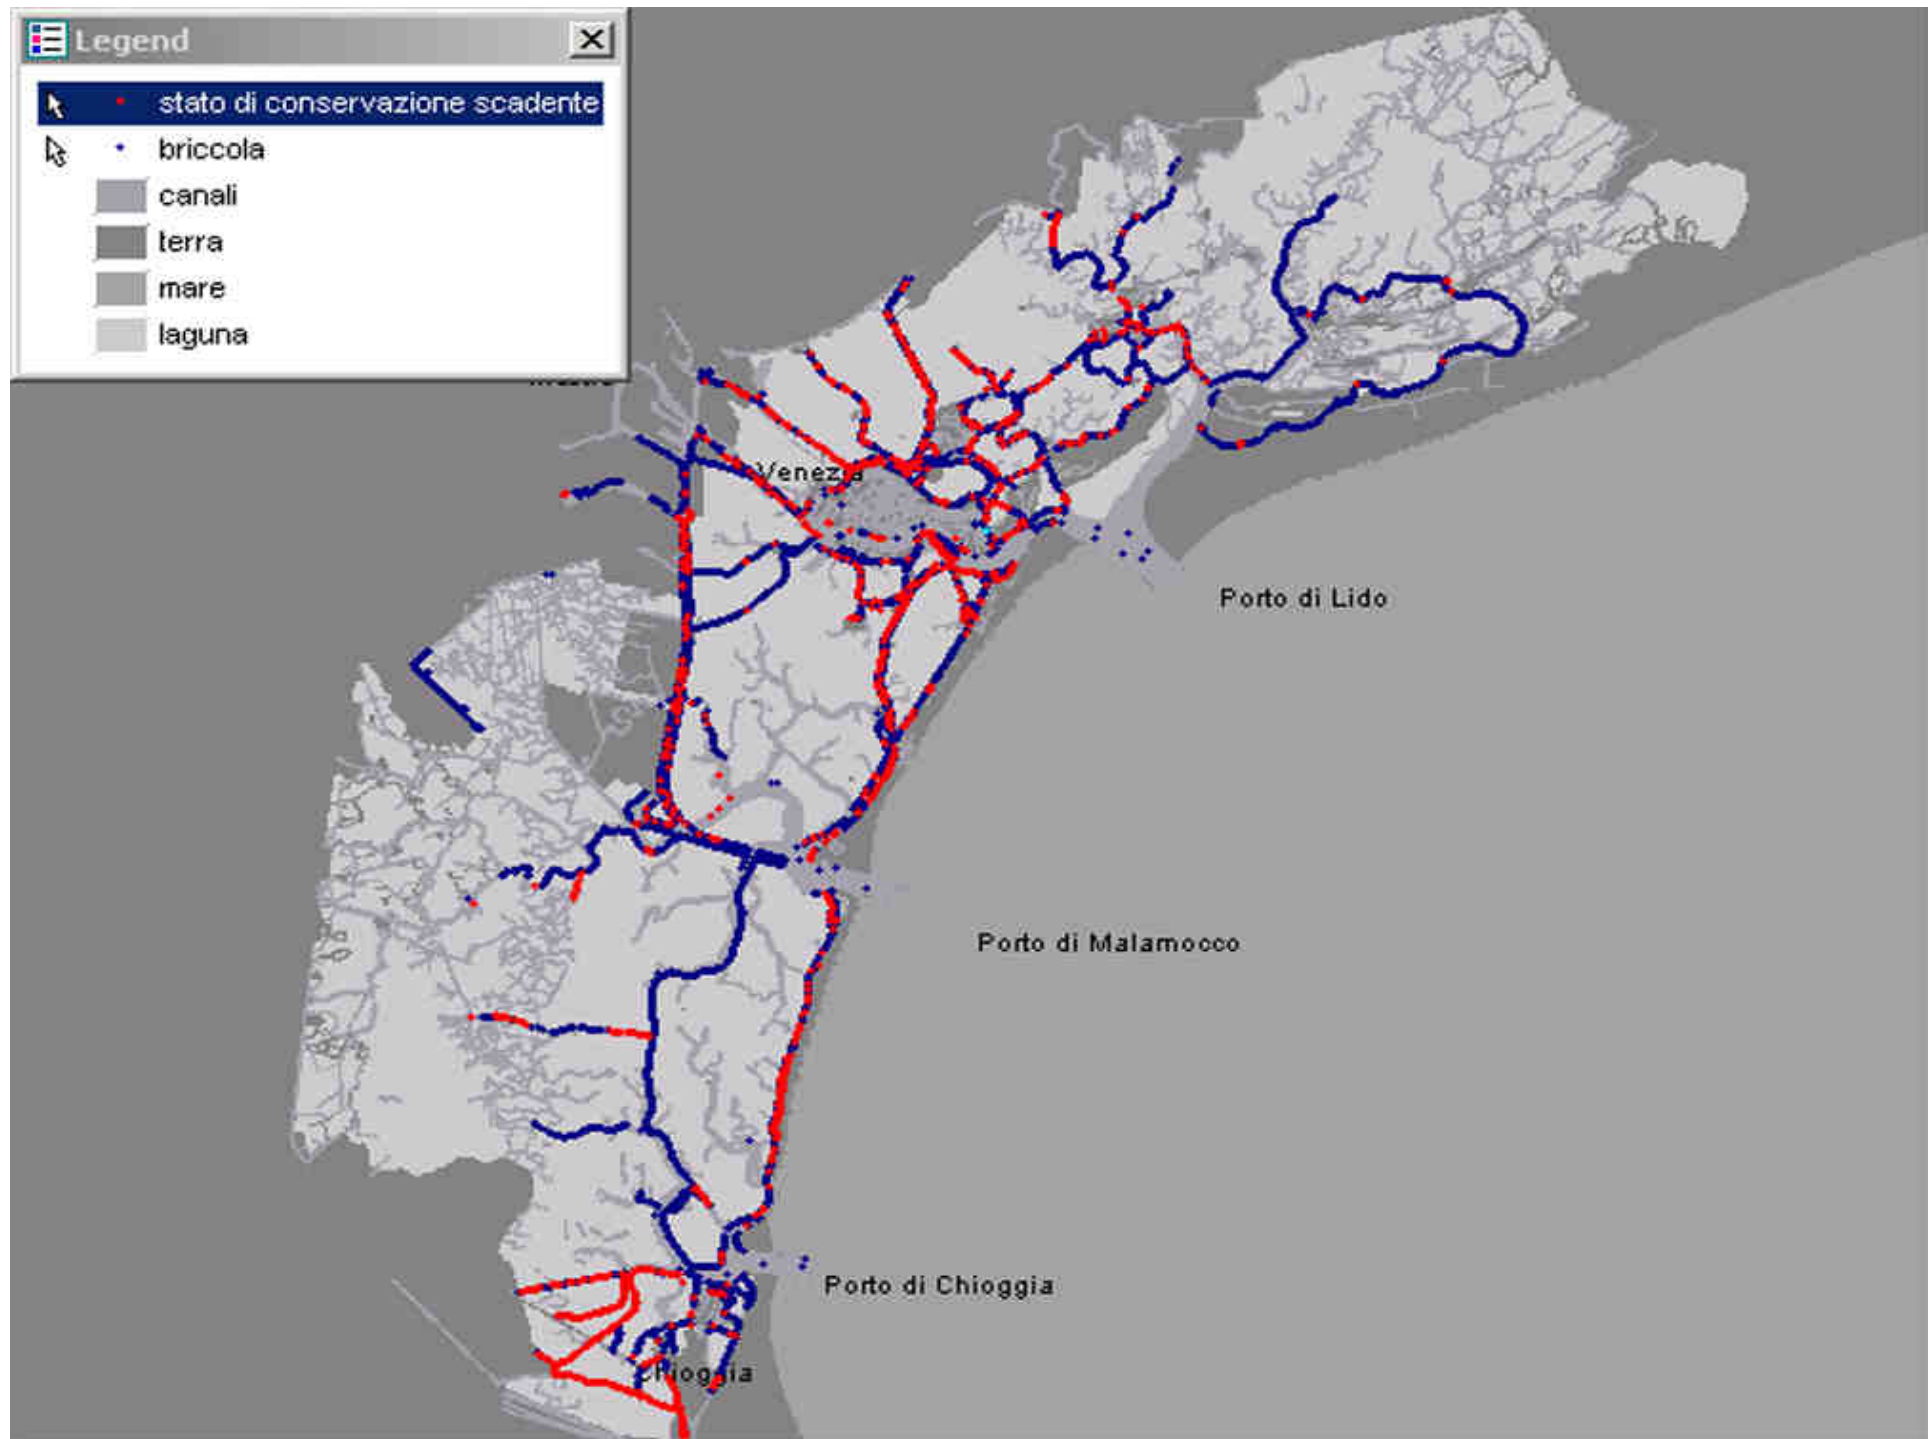 Legend
stato di conservazione scadente
briccola
canali
terra
mare
laguna
Venezia
Porto di Lido
Porto di Malamocco
Porto di Chioggia
Chioggia